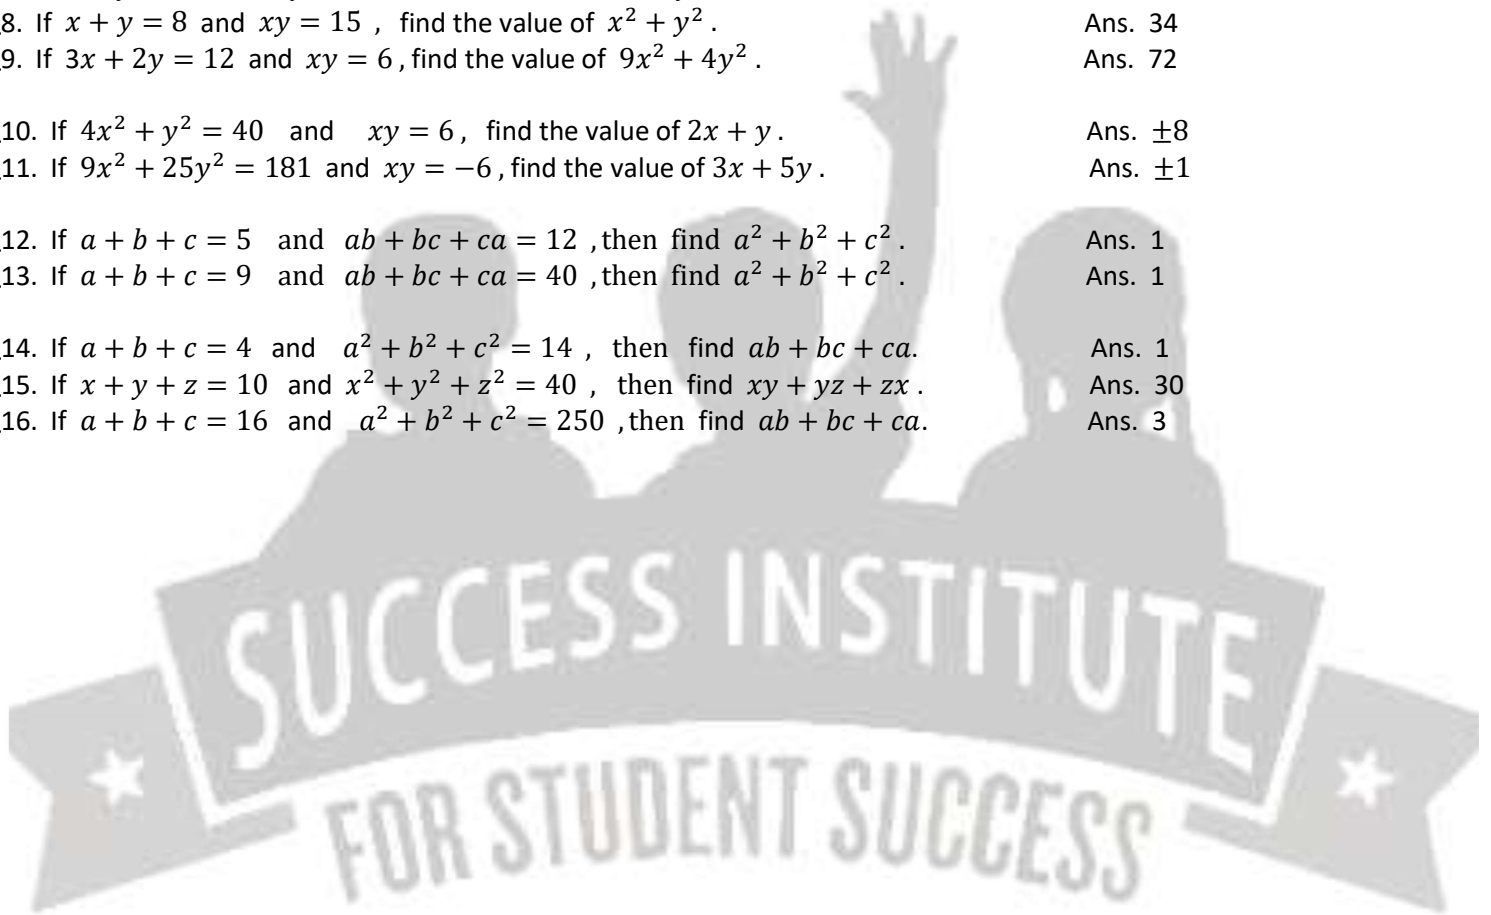 8. If x + y = 8 and xy = 15 , find the value of x² + y² . Ans. 34
9. If 3x + 2y = 12 and xy = 6 , find the value of 9x² + 4y² . Ans. 72
10. If 4x² + y² = 40 and xy = 6 , find the value of 2x + y . Ans. ±8
11. If 9x² + 25y² = 181 and xy = −6 , find the value of 3x + 5y . Ans. ±1
12. If a + b + c = 5 and ab + bc + ca = 12 , then find a² + b² + c² . Ans. 1
13. If a + b + c = 9 and ab + bc + ca = 40 , then find a² + b² + c² . Ans. 1
14. If a + b + c = 4 and a² + b² + c² = 14 , then find ab + bc + ca. Ans. 1
15. If x + y + z = 10 and x² + y² + z² = 40 , then find xy + yz + zx . Ans. 30
16. If a + b + c = 16 and a² + b² + c² = 250 , then find ab + bc + ca. Ans. 3
SUCCESS INSTITUTE
FOR STUDENT SUCCESS